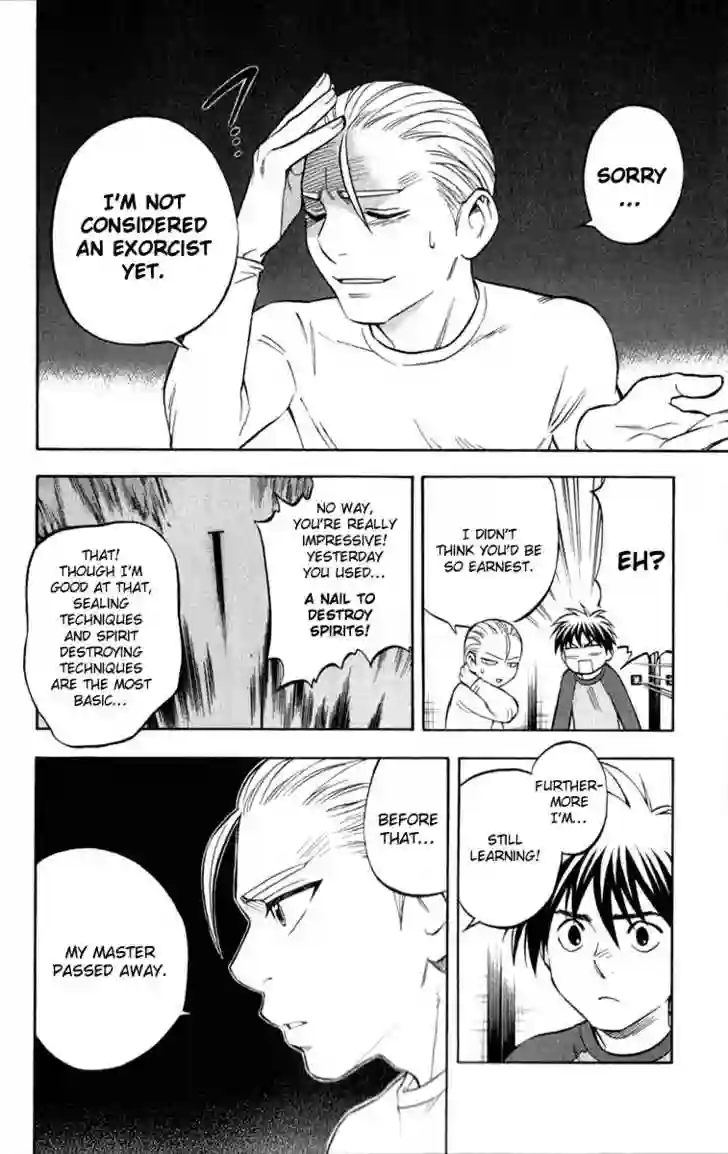 SORRY
...
I'M NOT
CONSIDERED
AN EXORCIST
YET.
?...
EH?
I DIDN'T
THINK YOU'D BE
SO EARNEST.
NO WAY,
YOU'RE REALLY
IMPRESSIVE!
YESTERDAY
YOU USED...
A NAIL TO
DESTROY
SPIRITS!
THAT!
THOUGH I'M
GOOD AT THAT,
SEALING
TECHNIQUES
AND SPIRIT
DESTROYING
TECHNIQUES
ARE THE MOST
BASIC...
FURTHER-
MORE
I'M...
STILL
LEARNING!
BEFORE
THAT...
MY MASTER
PASSED AWAY.